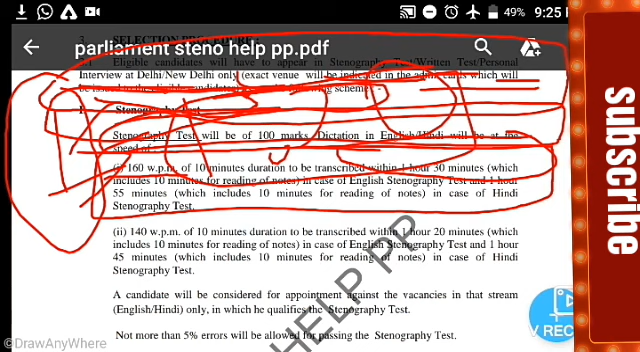 49% 9:25
parliament steno help pp.pdf
3. SELECTION PROCEDURE:
Eligible candidates will have to appear in Stenography Test/Written Test/Personal
Interview at Delhi/New Delhi only (exact venue will be indicated in the admit cards which will
be issued scheme
Stenography Test
Stenography Test will be of 100 marks. Dictation in English/Hindi will be at the
speed of
(i) 160 w.p.m. of 10 minutes duration to be transcribed within 1 hour 30 minutes (which
includes 10 minutes for reading of notes) in case of English Stenography Test and 1 hour
55 minutes (which includes 10 minutes for reading of notes) in case of Hindi
Stenography Test.
(ii) 140 w.p.m. of 10 minutes duration to be transcribed within 1 hour 20 minutes (which
includes 10 minutes for reading of notes) in case of English Stenography Test and 1 hour
45 minutes (which includes 10 minutes for reading of notes) in case of Hindi
Stenography Test.
A candidate will be considered for appointment against the vacancies in that stream
(English/Hindi) only, in which he qualifies the Stenography Test.
Not more than 5% errors will be allowed for passing the Stenography Test.
HELP PP
V REC
©DrawAnyWhere
Subscribe